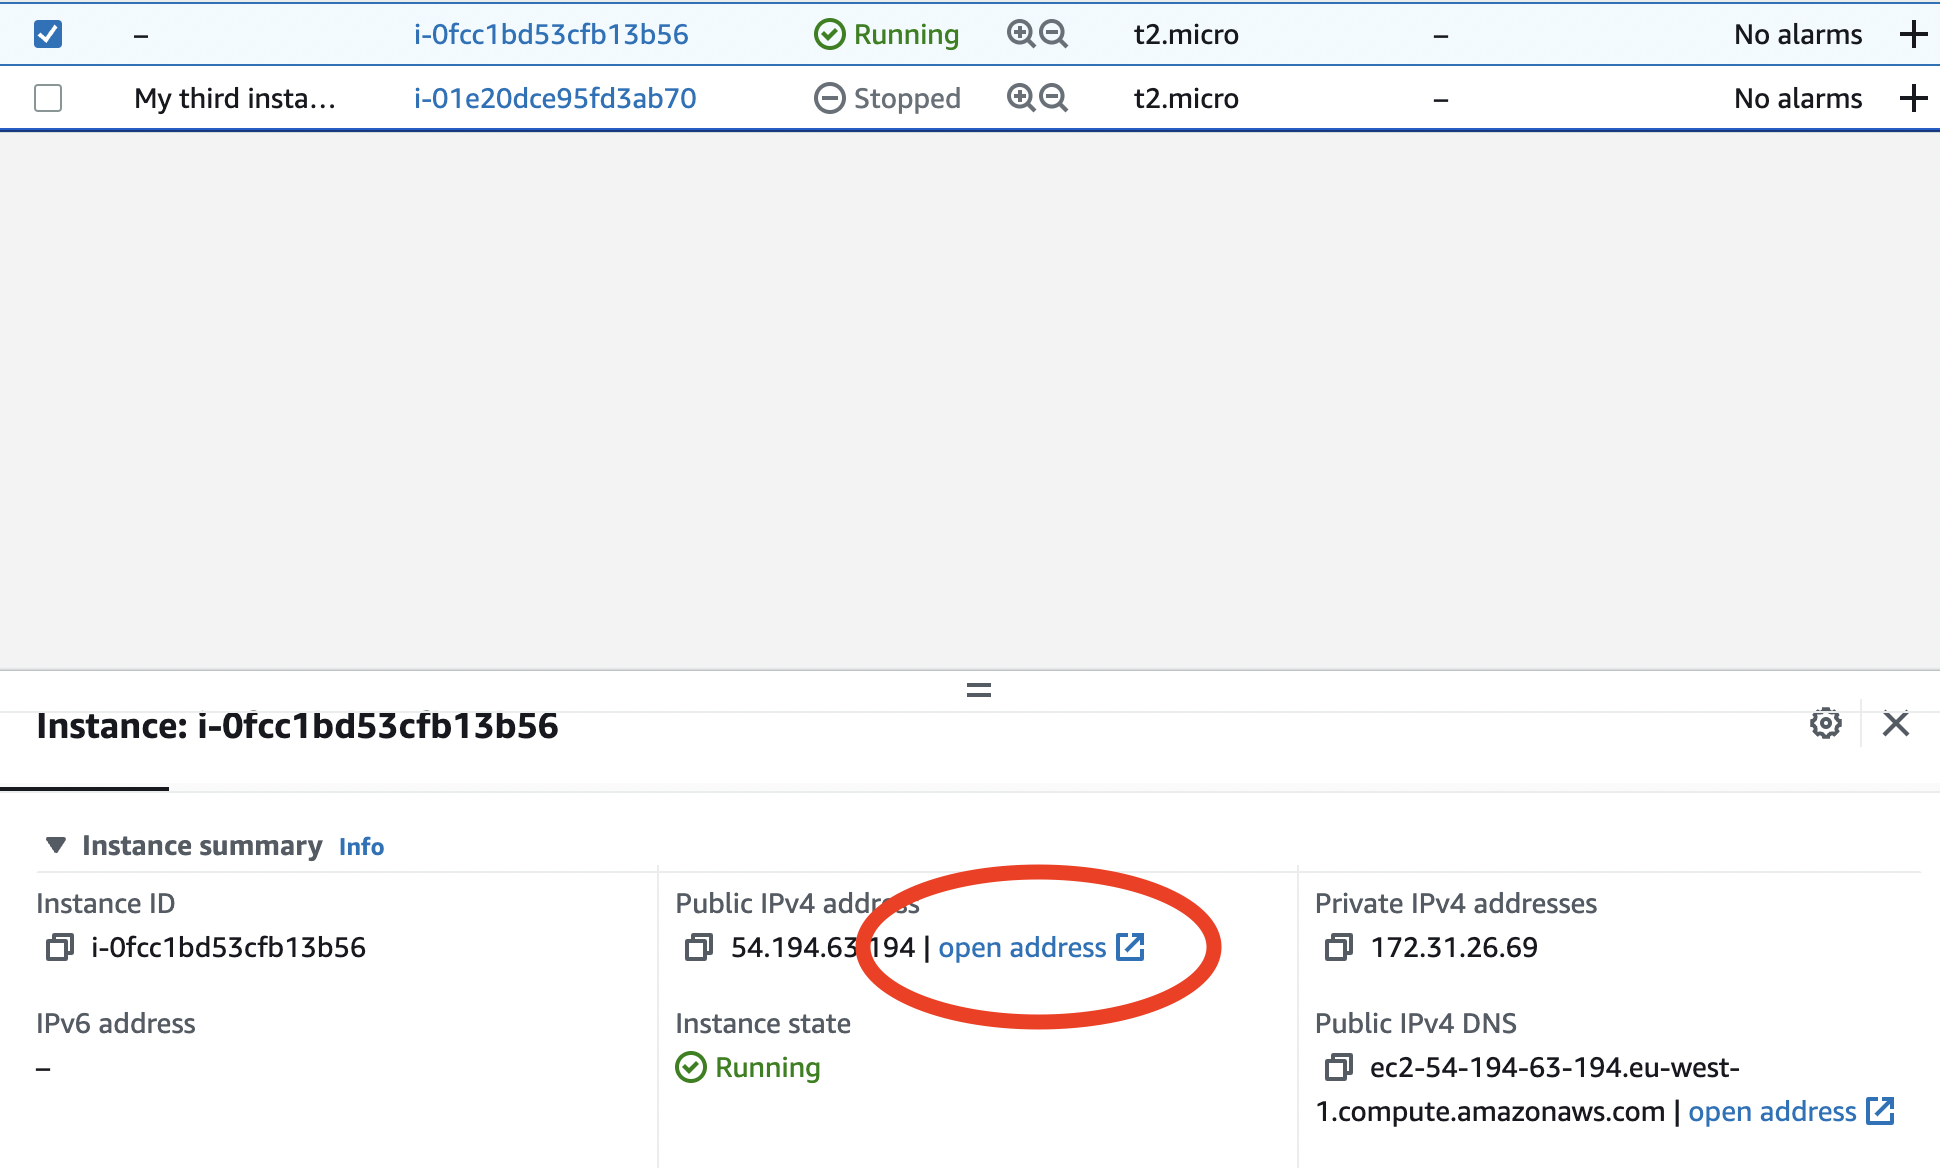 – i-0fcc1bd53cfb13b56 Running t2.micro – No alarms
My third insta... i-01e20dce95fd3ab70 Stopped t2.micro – No alarms
Instance: i-0fcc1bd53cfb13b56
Instance summary Info
Instance ID
i-0fcc1bd53cfb13b56
IPv6 address
–
Public IPv4 address
54.194.63.194 | open address
Instance state
Running
Private IPv4 addresses
172.31.26.69
Public IPv4 DNS
ec2-54-194-63-194.eu-west-
1.compute.amazonaws.com | open address